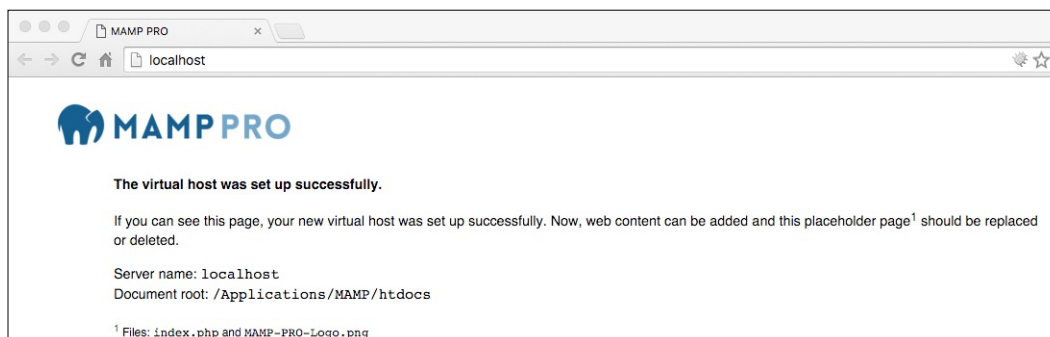 MAMP PRO
localhost
MAMP PRO
The virtual host was set up successfully.
If you can see this page, your new virtual host was set up successfully. Now, web content can be added and this placeholder page1 should be replaced
or deleted.
Server name: localhost
Document root: /Applications/MAMP/htdocs
1 Files: index.php and MAMP-PRO-Logo.png